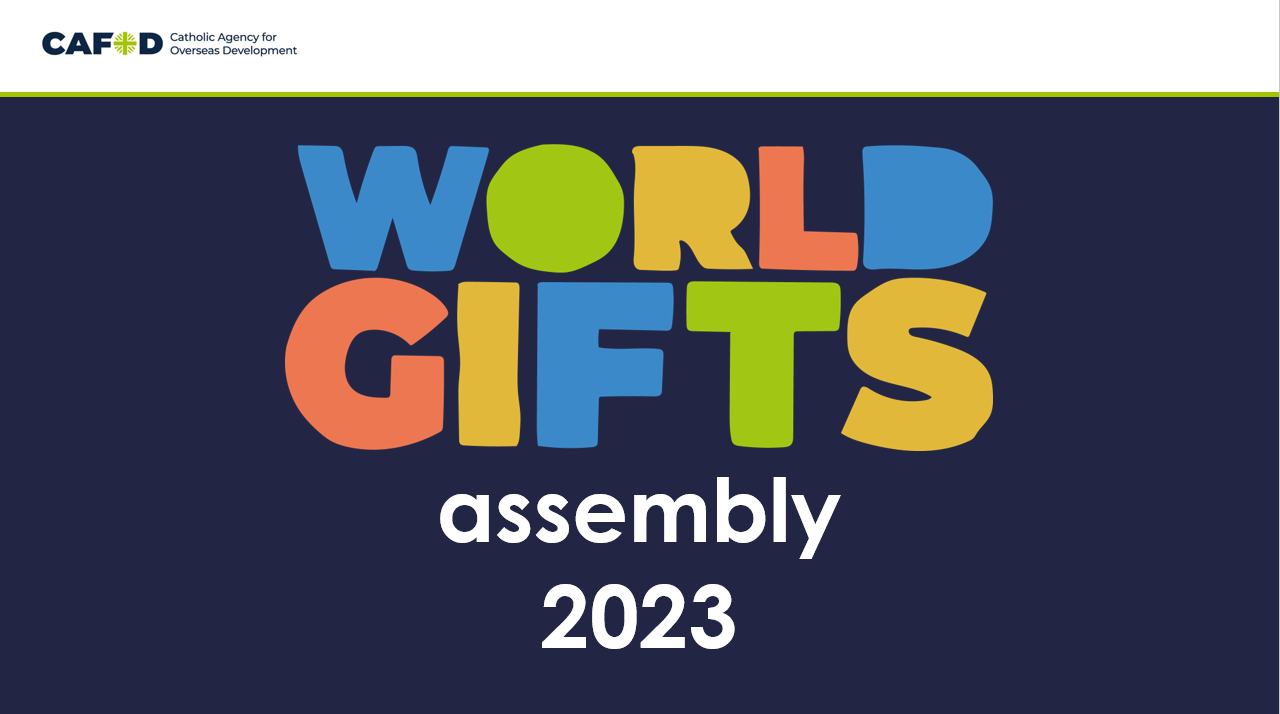 CAFOD
Catholic Agency for
Overseas Development
WORLD
GIFTS
assembly
2023